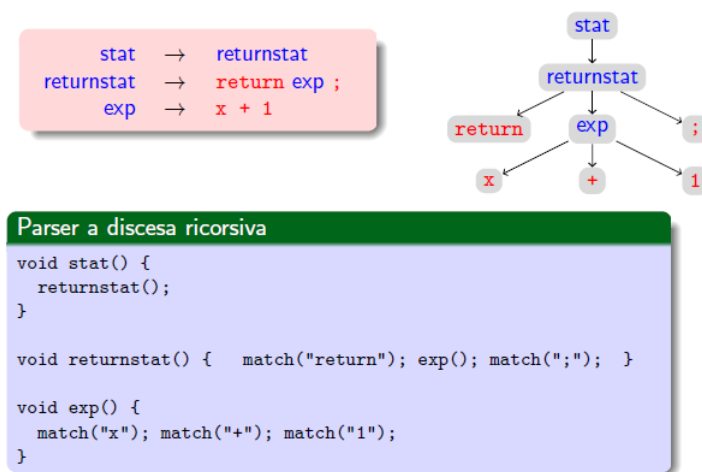 stat → returnstat
returnstat → return exp ;
exp → x + 1
stat
returnstat
return exp ;
x + 1
Parser a discesa ricorsiva
void stat() {
returnstat();
}
void returnstat() { match("return"); exp(); match(";"); }
void exp() {
match("x"); match("+"); match("1");
}